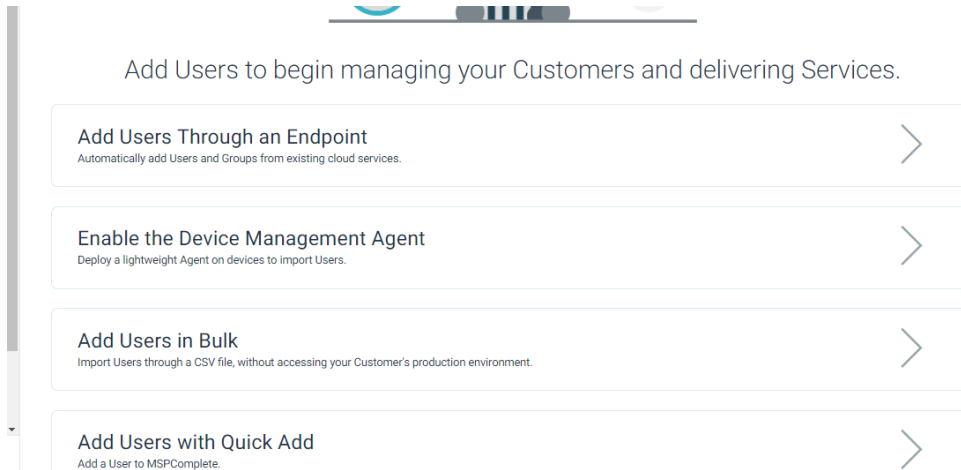 Add Users to begin managing your Customers and delivering Services.
Add Users Through an Endpoint
Automatically add Users and Groups from existing cloud services.
Enable the Device Management Agent
Deploy a lightweight Agent on devices to import Users.
Add Users in Bulk
Import Users through a CSV file, without accessing your Customer's production environment.
Add Users with Quick Add
Add a User to MSPComplete.